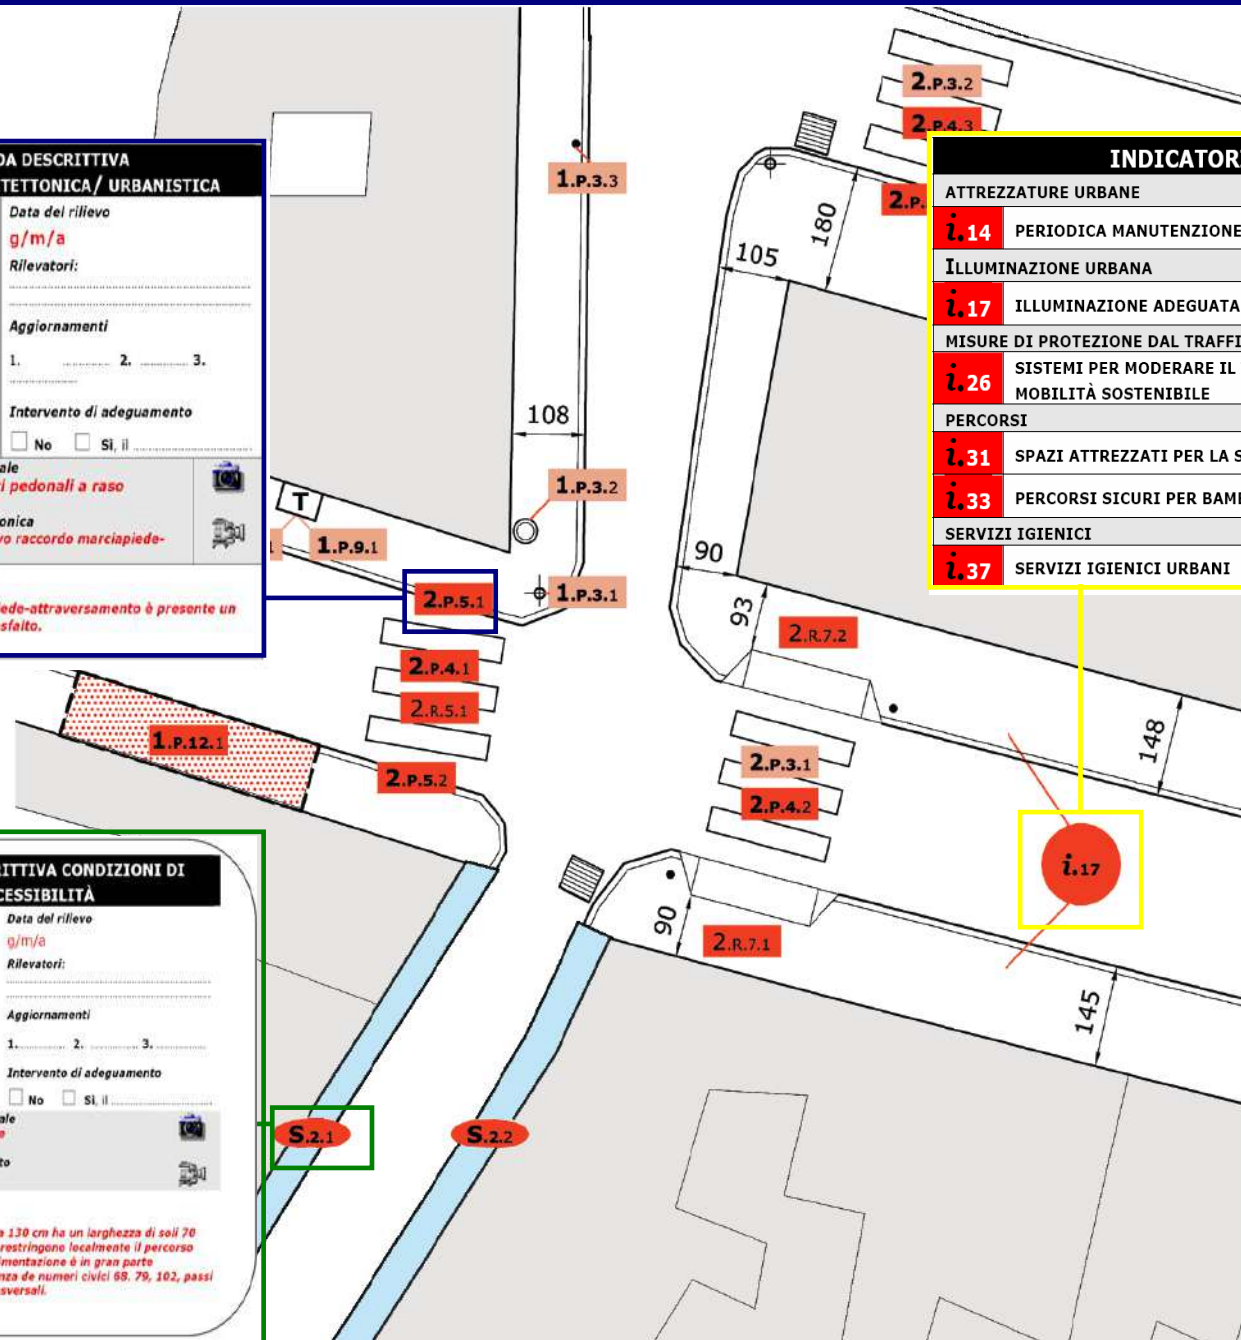 2.P.3.2
2.P.4.3
2.P.
1.P.3.3
180
105
108
1.P.3.2
T
1.P.9.1
1
1.P.3.1
2.P.5.1
90
93
2.R.7.2
2.P.4.1
2.R.5.1
1.P.12.1
2.P.5.2
148
2.P.3.1
2.P.4.2
i.17
90
2.R.7.1
145
S.2.1
S.2.2
DA DESCRITTIVA
TETTONICA/ URBANISTICA
Data del rilievo
g/m/a
Rilevatori:
Aggiornamenti
1. 2. 3.
Intervento di adeguamento
No Sì, il
ale
i pedonali a raso
onica
vo raccordo marciapiede-
iede-attraversamento è presente un
sfalto.
INDICATOR
ATTREZZATURE URBANE
i.14 PERIODICA MANUTENZIONE
ILLUMINAZIONE URBANA
i.17 ILLUMINAZIONE ADEGUATA
MISURE DI PROTEZIONE DAL TRAFFI
i.26 SISTEMI PER MODERARE IL
MOBILITÀ SOSTENIBILE
PERCORSI
i.31 SPAZI ATTREZZATI PER LA S
i.33 PERCORSI SICURI PER BAMB
SERVIZI IGIENICI
i.37 SERVIZI IGIENICI URBANI
RITTIVA CONDIZIONI DI
CESSIBILITÀ
Data del rilievo
g/m/a
Rilevatori:
Aggiornamenti
1. 2. 3.
Intervento di adeguamento
No Sì, il
ale
to
a 130 cm ha un larghezza di soli 70
restringono localmente il percorso
imentazione è in gran parte
nza de numeri civici 68. 79, 102, passi
sversali.